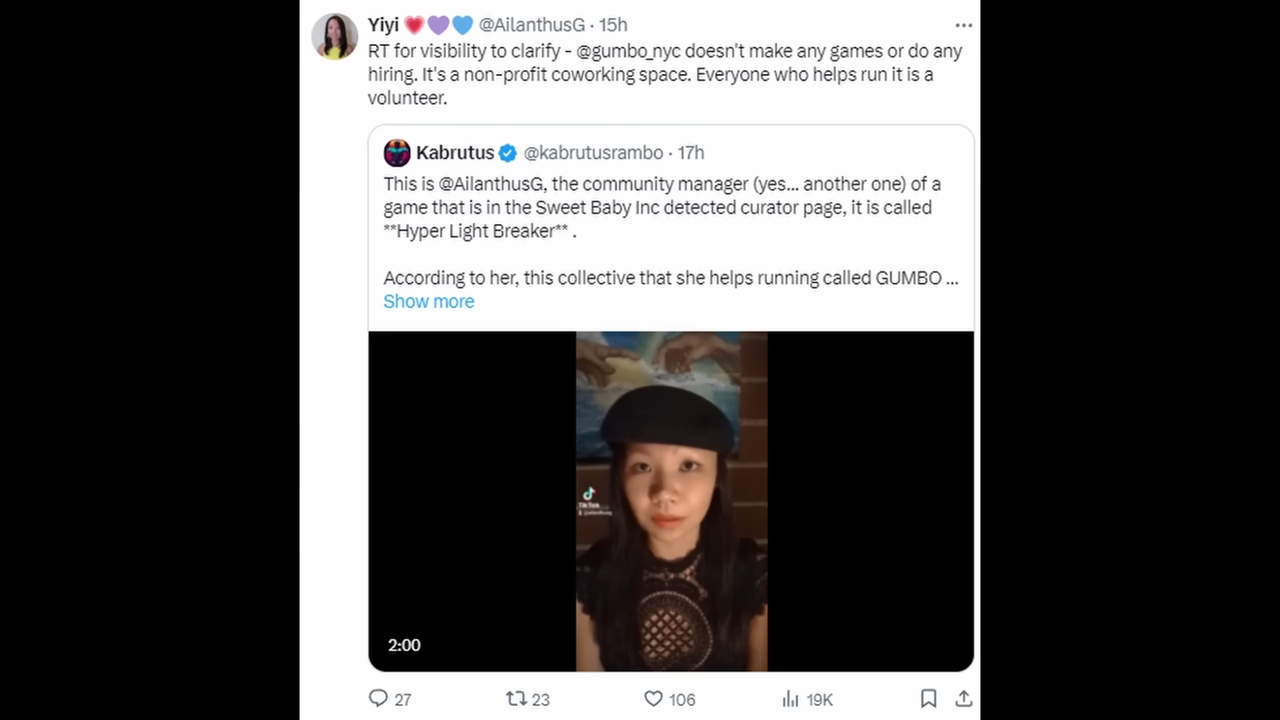 Yiyi 💗💜💙 @AilanthusG · 15h
RT for visibility to clarify - @gumbo_nyc doesn't make any games or do any
hiring. It's a non-profit coworking space. Everyone who helps run it is a
volunteer.
Kabrutus @kabrutusrambo · 17h
This is @AilanthusG, the community manager (yes... another one) of a
game that is in the Sweet Baby Inc detected curator page, it is called
**Hyper Light Breaker** .
According to her, this collective that she helps running called GUMBO ...
Show more
TikTok
2:00
27 23 106 19K